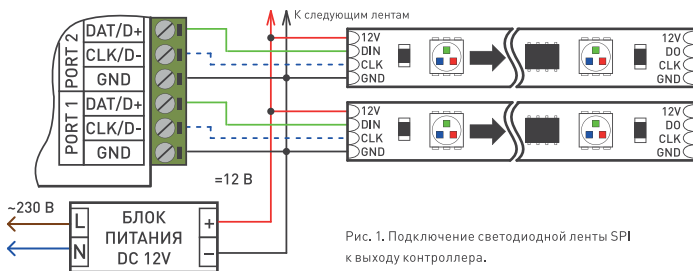 К следующим лентам
PORT 2
DAT/D+
CLK/D-
GND
PORT 1
DAT/D+
CLK/D-
GND
12V
DIN
CLK
GND
12V
DO
CLK
GND
12V
DIN
CLK
GND
12V
DO
CLK
GND
=12 В
~230 В
L
N
БЛОК
ПИТАНИЯ
DC 12V
+
–
Рис. 1. Подключение светодиодной ленты SPI
к выходу контроллера.